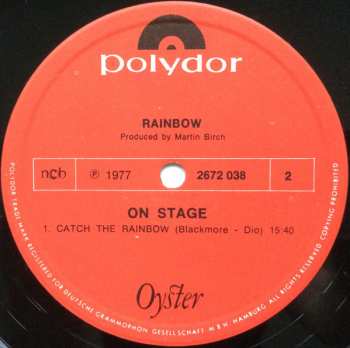 polydor
RAINBOW
Produced by Martin Birch
ncb
Ⓟ 1977
2672 038
2
ON STAGE
1. CATCH THE RAINBOW (Blackmore - Dio) 15:40
Oyster
POLYDOR TRADE MARK REGISTERED FOR DEUTSCHE GRAMMOPHON GESELLSCHAFT M B H, HAMBURG ALL RIGHTS RESERVED. COPYING PROHIBITED